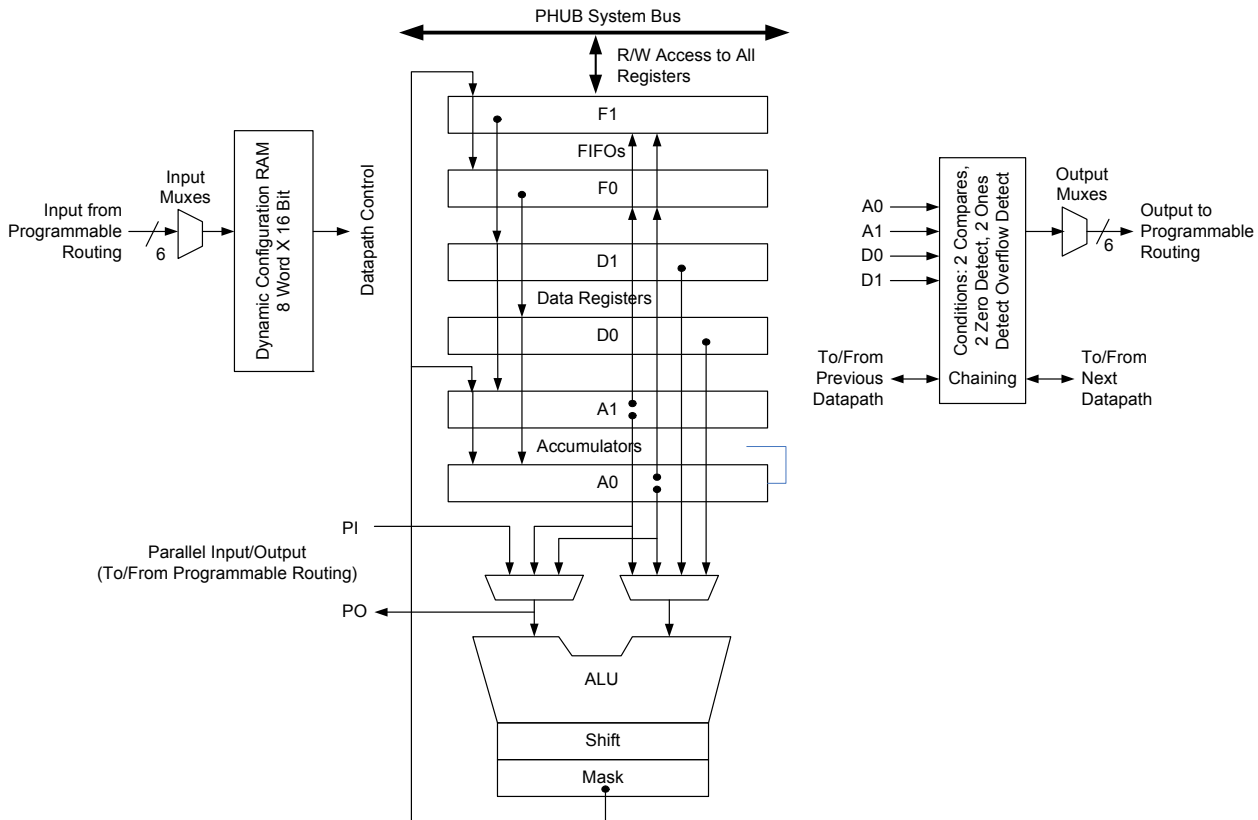 PHUB System Bus
R/W Access to All
Registers
F1
FIFOs
F0
D1
Data Registers
D0
A1
Accumulators
A0
Input from
Programmable
Routing
6
Input
Muxes
Dynamic Configuration RAM
8 Word X 16 Bit
Datapath Control
A0
A1
D0
D1
Conditions: 2 Compares,
2 Zero Detect, 2 Ones
Detect Overflow Detect
Output
Muxes
6
Output to
Programmable
Routing
To/From
Previous
Datapath
Chaining
To/From
Next
Datapath
PI
Parallel Input/Output
(To/From Programmable Routing)
PO
ALU
Shift
Mask